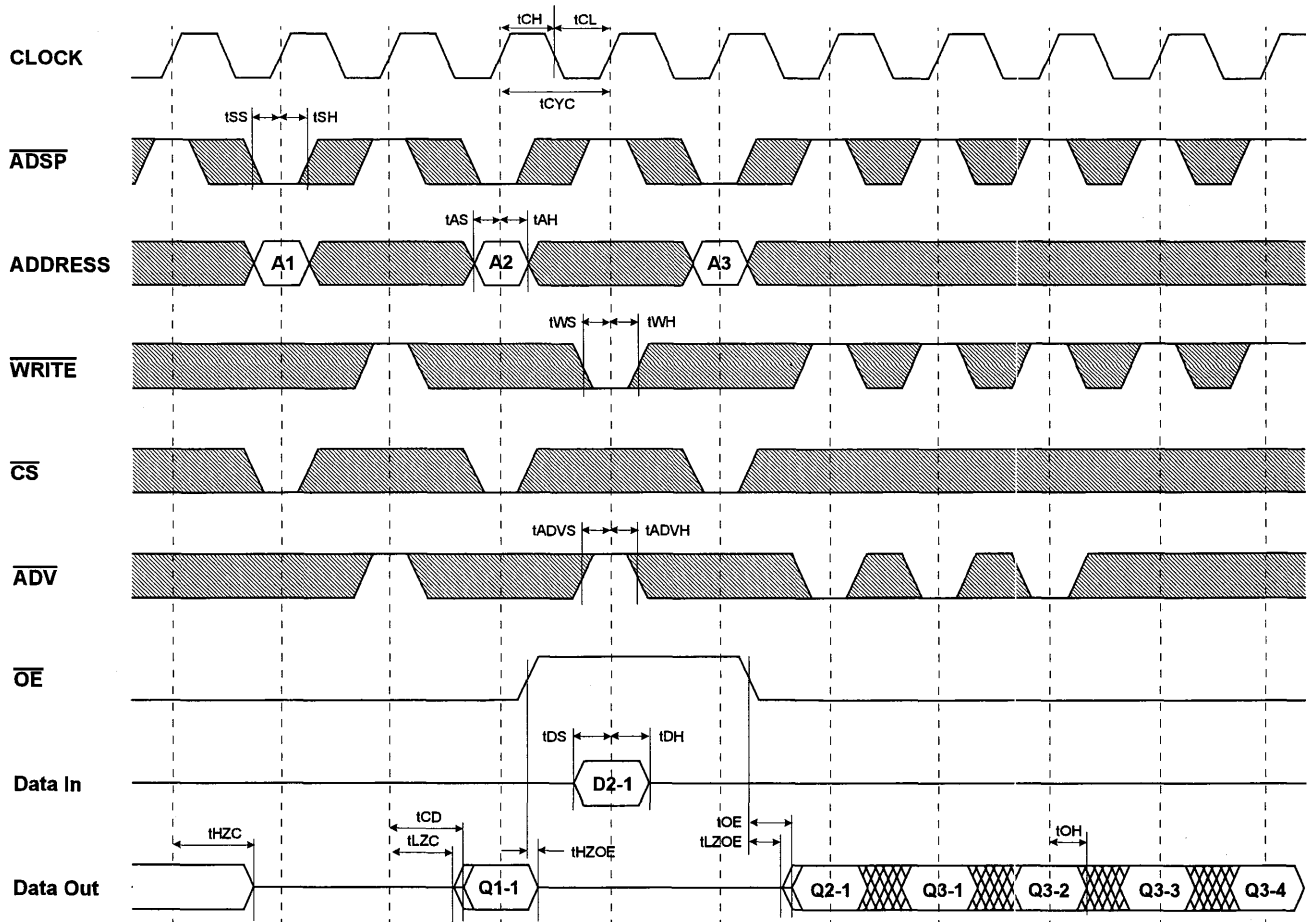 tCH tCL
CLOCK
tCYC
tSS tSH
ADSP
tAS tAH
ADDRESS A1 A2 A3
tWS tWH
WRITE
CS
tADVS tADVH
ADV
OE
tDS tDH
Data In D2-1
tHZC tCD tOE tOH
tLZC tHZOE tLZOE
Data Out Q1-1 Q2-1 Q3-1 Q3-2 Q3-3 Q3-4